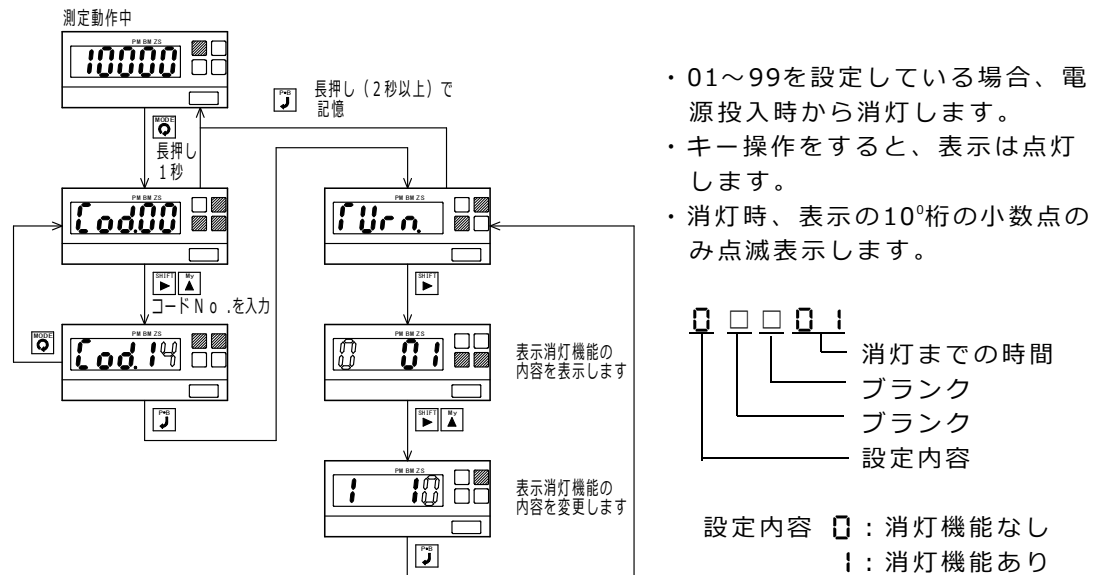 測定動作中
PM BM ZS
10000
MODE
長押し
1秒
P•B
長押し（2秒以上）で
記憶
PM BM ZS
Cod.00
SHIFT
My
コードＮｏ.を入力
MODE
PM BM ZS
Cod.14
P•B
PM BM ZS
TUrn.
SHIFT
PM BM ZS
0 01
表示消灯機能の
内容を表示します
SHIFT
My
PM BM ZS
1 10
表示消灯機能の
内容を変更します
P•B
・01～99を設定している場合、電
源投入時から消灯します。
・キー操作をすると、表示は点灯
します。
・消灯時、表示の10⁰桁の小数点の
み点滅表示します。
0 □ □ 0 1
消灯までの時間
ブランク
ブランク
設定内容
設定内容 0：消灯機能なし
1：消灯機能あり